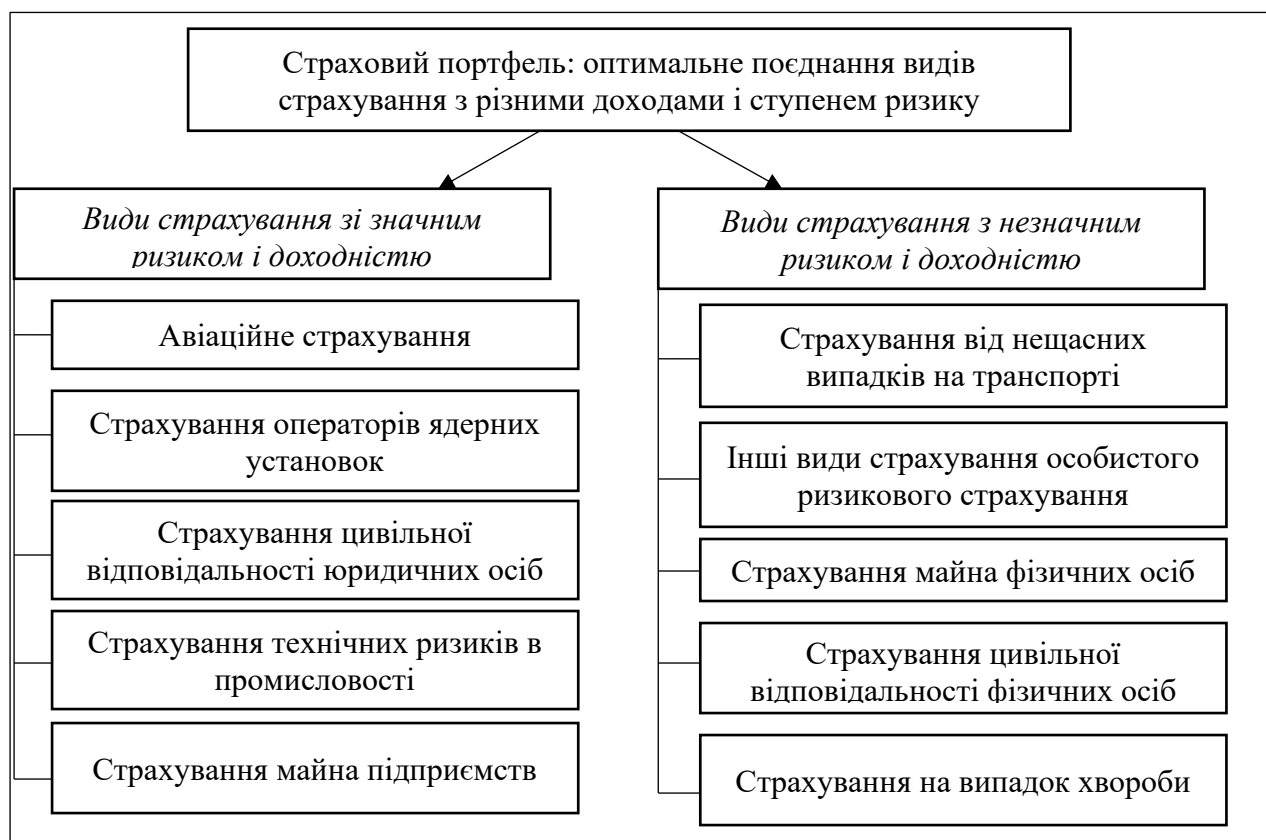 Страховий портфель: оптимальне поєднання видів
страхування з різними доходами і ступенем ризику
Види страхування зі значним
ризиком і доходністю
Авіаційне страхування
Страхування операторів ядерних
установок
Страхування цивільної
відповідальності юридичних осіб
Страхування технічних ризиків в
промисловості
Страхування майна підприємств
Види страхування з незначним
ризиком і доходністю
Страхування від нещасних
випадків на транспорті
Інші види страхування особистого
ризикового страхування
Страхування майна фізичних осіб
Страхування цивільної
відповідальності фізичних осіб
Страхування на випадок хвороби